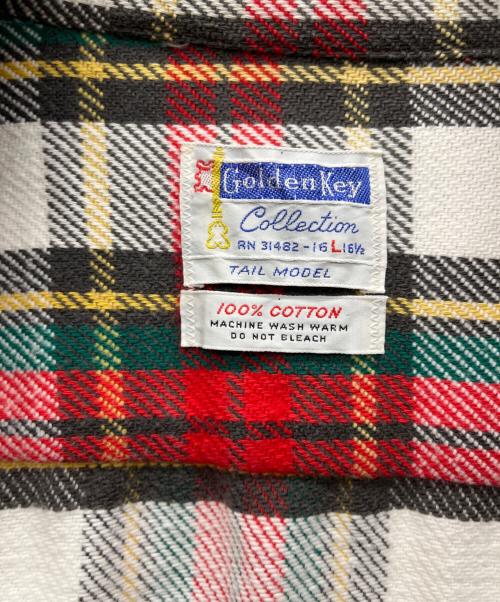 Golden Key
Collection
RN 31482 - 16 L 16½
TAIL MODEL
100% COTTON
MACHINE WASH WARM
DO NOT BLEACH